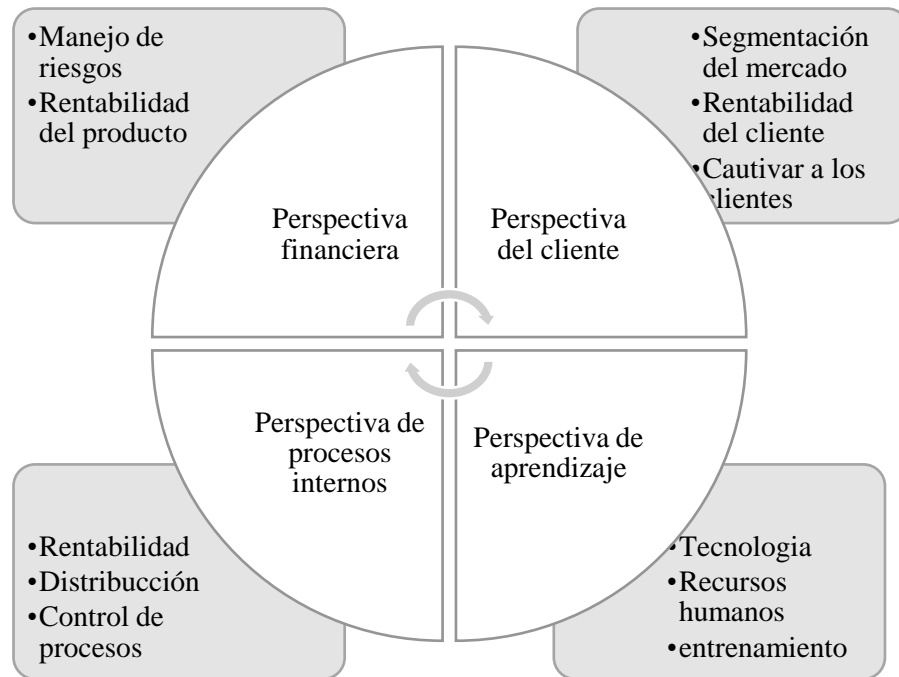 •Manejo de
riesgos
•Rentabilidad
del producto
•Segmentación
del mercado
•Rentabilidad
del cliente
•Cautivar a los
clientes
Perspectiva
financiera
Perspectiva
del cliente
Perspectiva de
procesos
internos
Perspectiva de
aprendizaje
•Rentabilidad
•Distribucción
•Control de
procesos
•Tecnologia
•Recursos
humanos
•entrenamiento